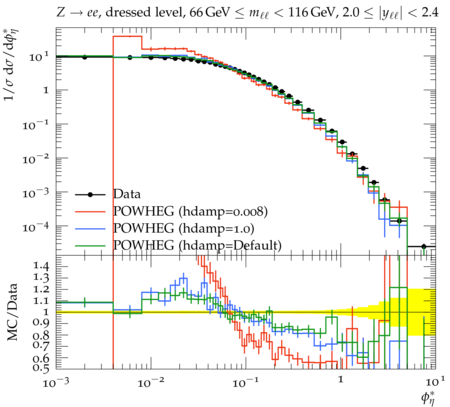 Z → ee, dressed level, 66 GeV ≤ mℓℓ < 116 GeV, 2.0 ≤ |yℓℓ| < 2.4
1/σ dσ/dφ*η
10¹
1
10⁻¹
10⁻²
10⁻³
10⁻⁴
Data
POWHEG (hdamp=0.008)
POWHEG (hdamp=1.0)
POWHEG (hdamp=Default)
MC/Data
1.4
1.3
1.2
1.1
1
0.9
0.8
0.7
0.6
0.5
10⁻³
10⁻²
10⁻¹
1
10¹
φ*η